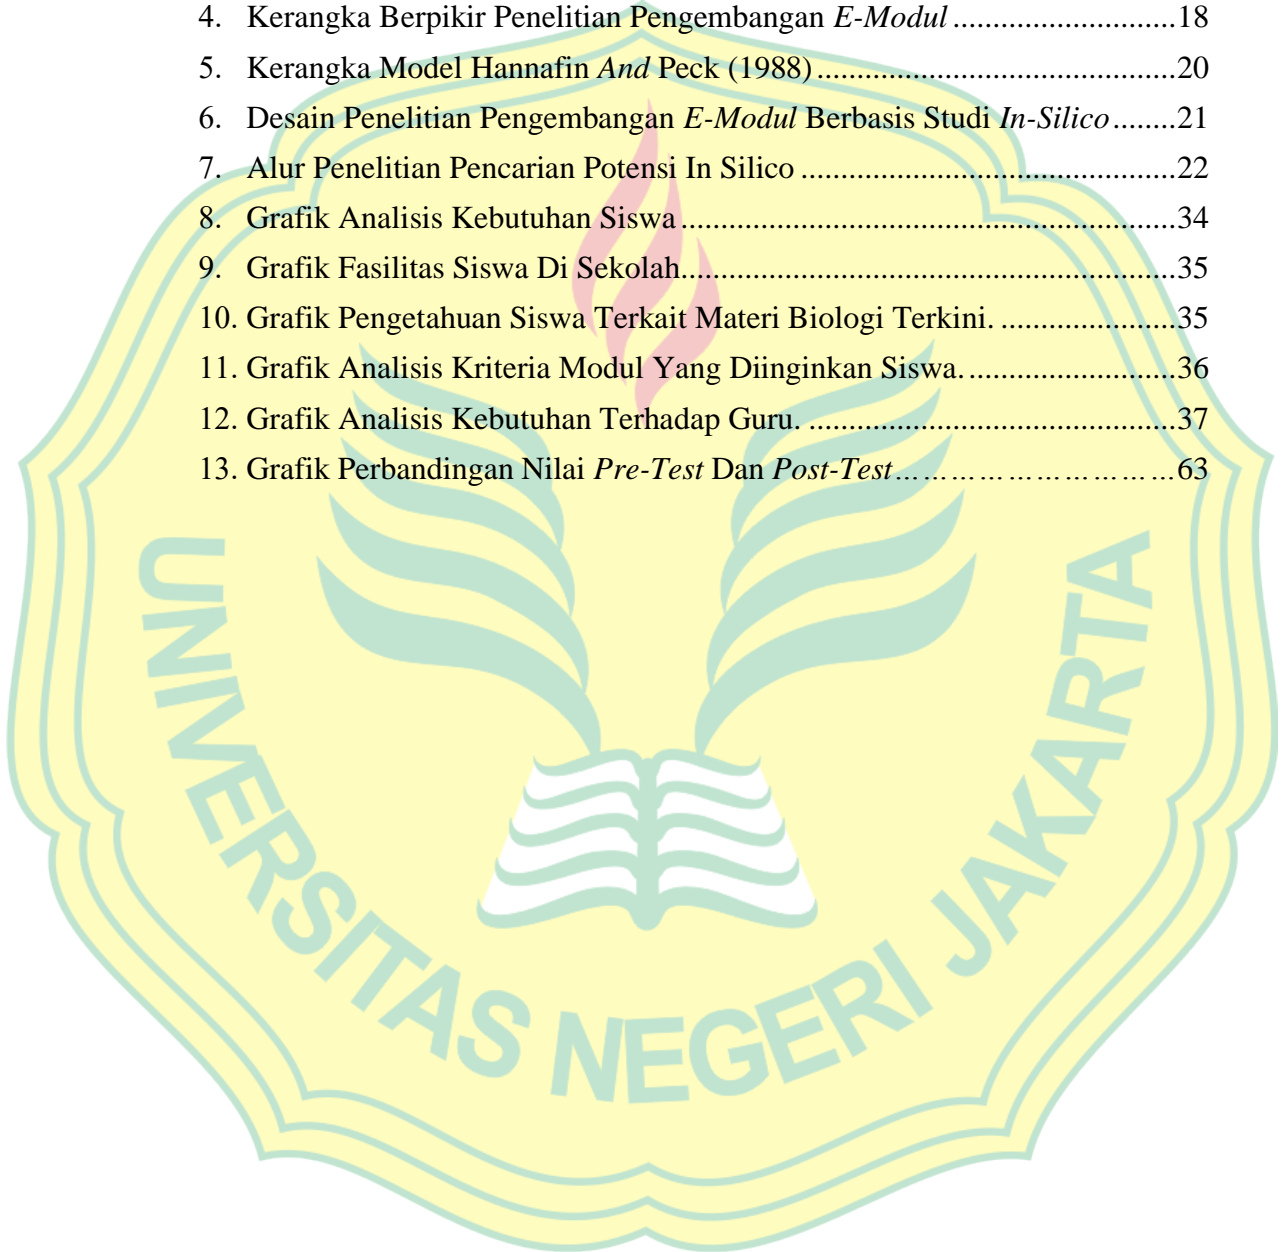 4. Kerangka Berpikir Penelitian Pengembangan E-Modul ............................18
5. Kerangka Model Hannafin And Peck (1988) .............................................20
6. Desain Penelitian Pengembangan E-Modul Berbasis Studi In-Silico ........21
7. Alur Penelitian Pencarian Potensi In Silico ...............................................22
8. Grafik Analisis Kebutuhan Siswa ..............................................................34
9. Grafik Fasilitas Siswa Di Sekolah..............................................................35
10. Grafik Pengetahuan Siswa Terkait Materi Biologi Terkini. ......................35
11. Grafik Analisis Kriteria Modul Yang Diinginkan Siswa. ..........................36
12. Grafik Analisis Kebutuhan Terhadap Guru. ..............................................37
13. Grafik Perbandingan Nilai Pre-Test Dan Post-Test…………………………63
UNIVERSITAS NEGERI JAKARTA